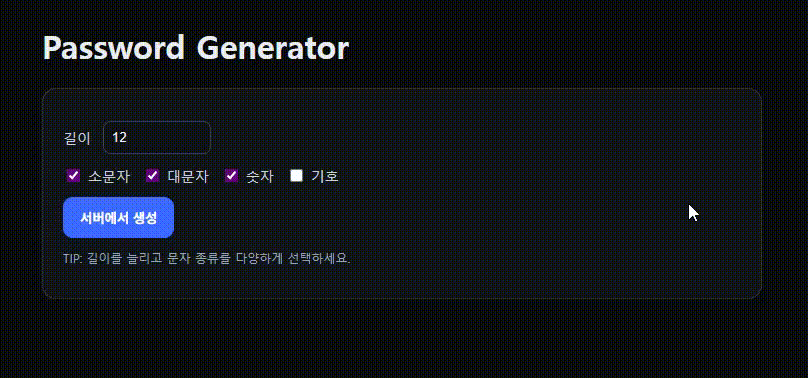 Password Generator
길이 12
소문자 대문자 숫자 기호
서버에서 생성
TIP: 길이를 늘리고 문자 종류를 다양하게 선택하세요.